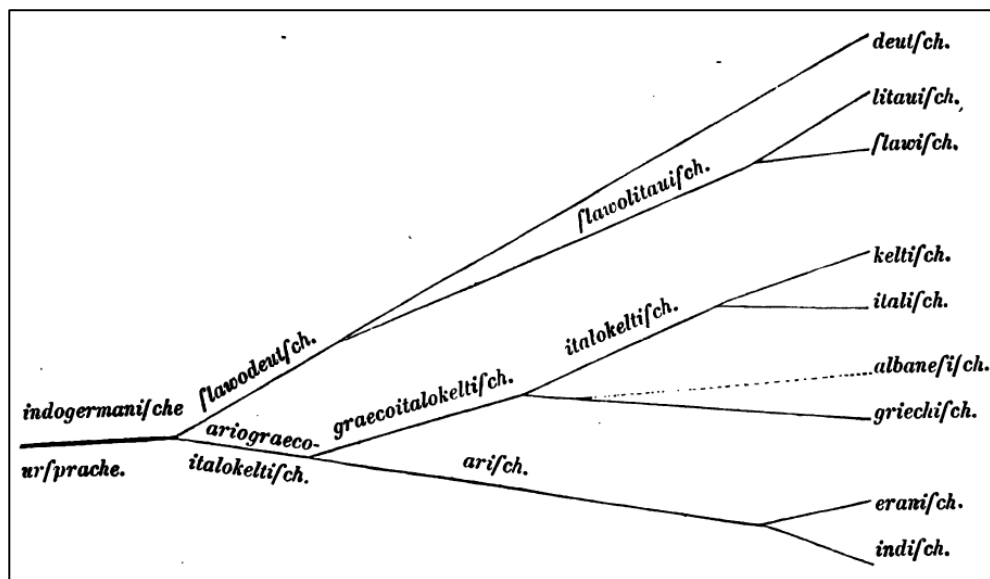 deutſch.
litauiſch.
ſlawiſch.
ſlawolitauiſch.
keltiſch.
italiſch.
italokeltiſch.
ſlawodeutſch.
albaneſiſch.
graecoitalokeltiſch.
griechiſch.
indogermaniſche
urſprache.
ariograeco-
italokeltiſch.
ariſch.
eraniſch.
indiſch.